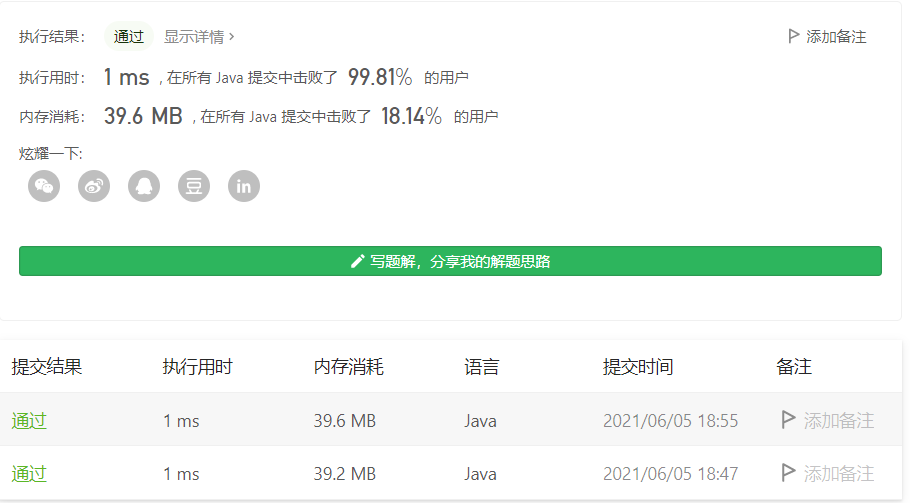 执行结果： 通过 显示详情 › 添加备注
执行用时： 1 ms , 在所有 Java 提交中击败了 99.81% 的用户
内存消耗： 39.6 MB , 在所有 Java 提交中击败了 18.14% 的用户
炫耀一下:
豆 in
写题解，分享我的解题思路
提交结果 执行用时 内存消耗 语言 提交时间 备注
通过 1 ms 39.6 MB Java 2021/06/05 18:55 添加备注
通过 1 ms 39.2 MB Java 2021/06/05 18:47 添加备注